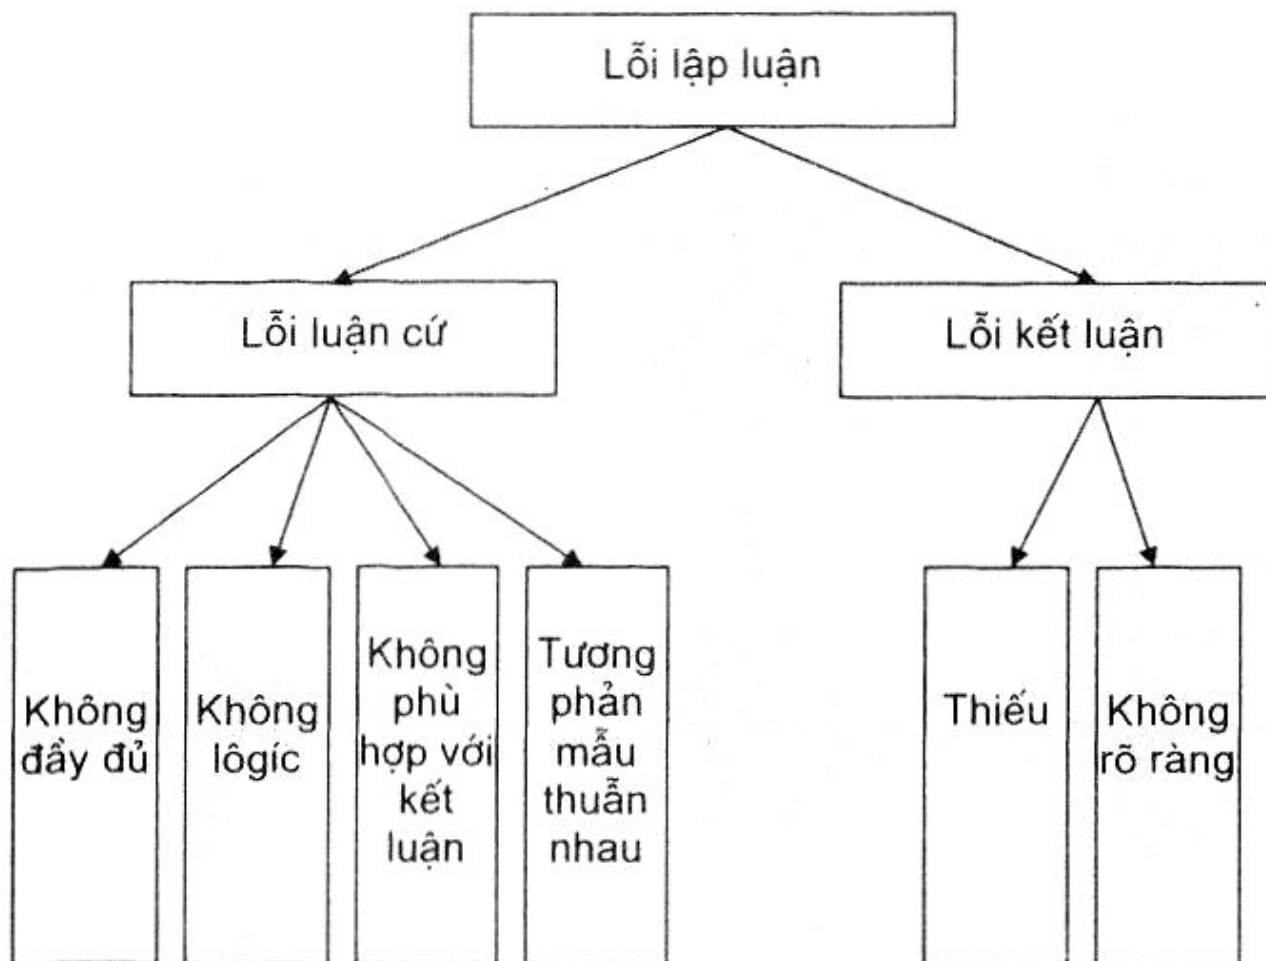 Lỗi lập luận
Lỗi luận cứ
Lỗi kết luận
Không
đầy đủ
Không
lôgíc
Không
phù
hợp với
kết
luận
Tương
phản
mẫu
thuẫn
nhau
Thiếu
Không
rõ ràng